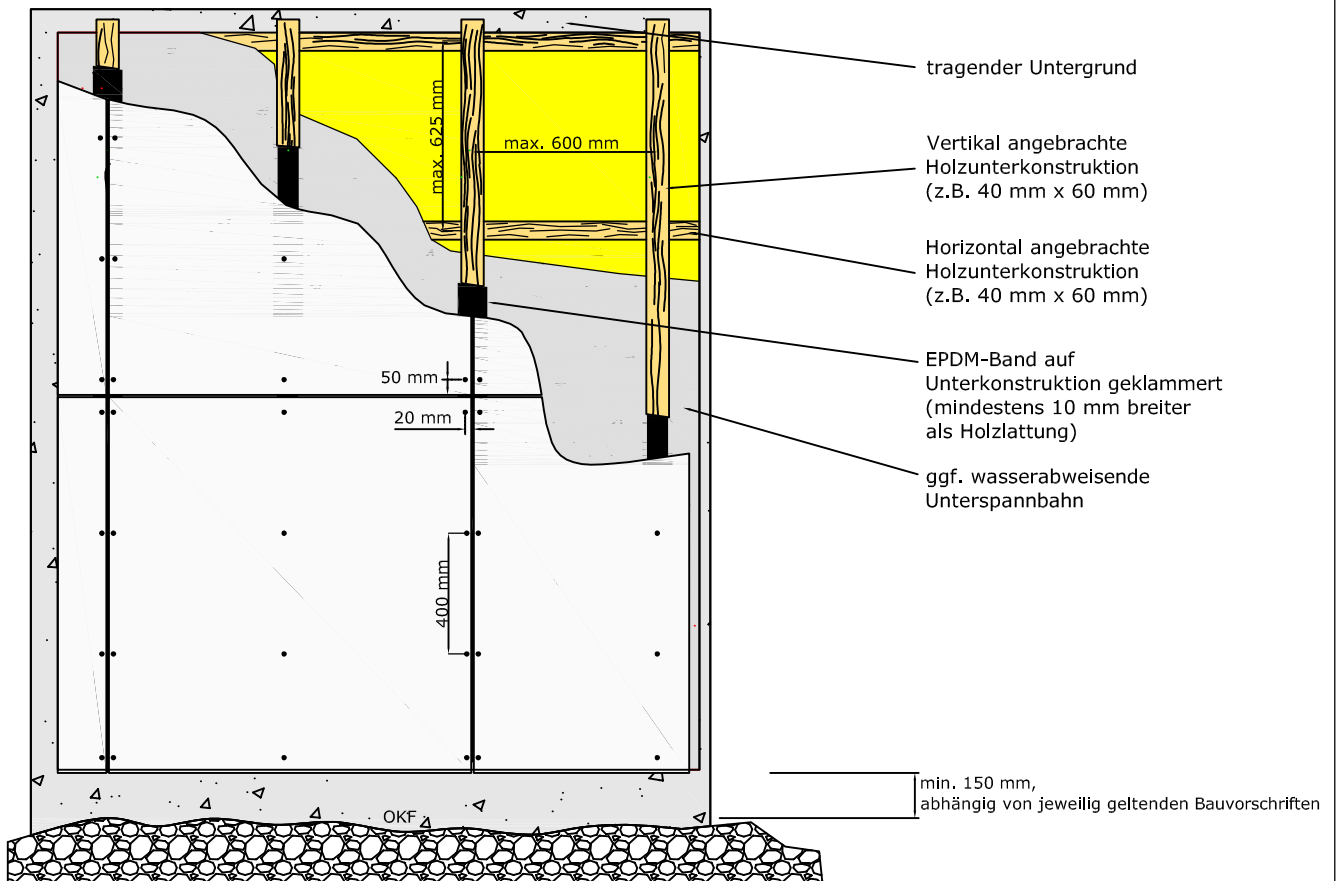 tragender Untergrund
Vertikal angebrachte
Holzunterkonstruktion
(z.B. 40 mm x 60 mm)
Horizontal angebrachte
Holzunterkonstruktion
(z.B. 40 mm x 60 mm)
EPDM-Band auf
Unterkonstruktion geklammert
(mindestens 10 mm breiter
als Holzlattung)
ggf. wasserabweisende
Unterspannbahn
max. 625 mm
max. 600 mm
50 mm
20 mm
400 mm
min. 150 mm,
abhängig von jeweilig geltenden Bauvorschriften
OKF